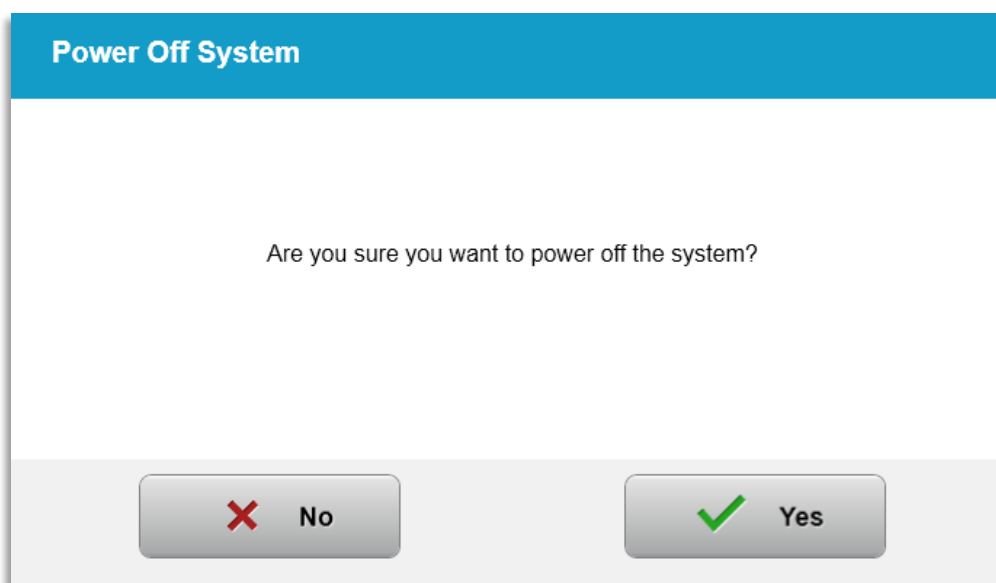 Power Off System
Are you sure you want to power off the system?
No
Yes